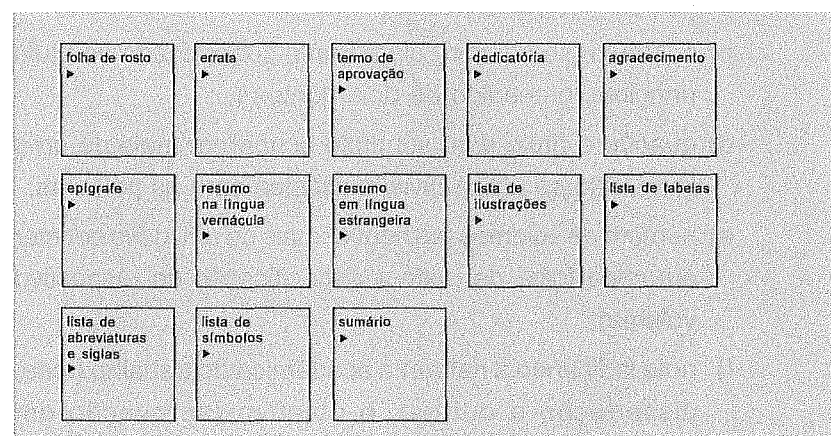 folha de rosto
errata
termo de
aprovação
dedicatória
agradecimento
epígrafe
resumo
na língua
vernácula
resumo
em língua
estrangeira
lista de
ilustrações
lista de tabelas
lista de
abreviaturas
e siglas
lista de
símbolos
sumário